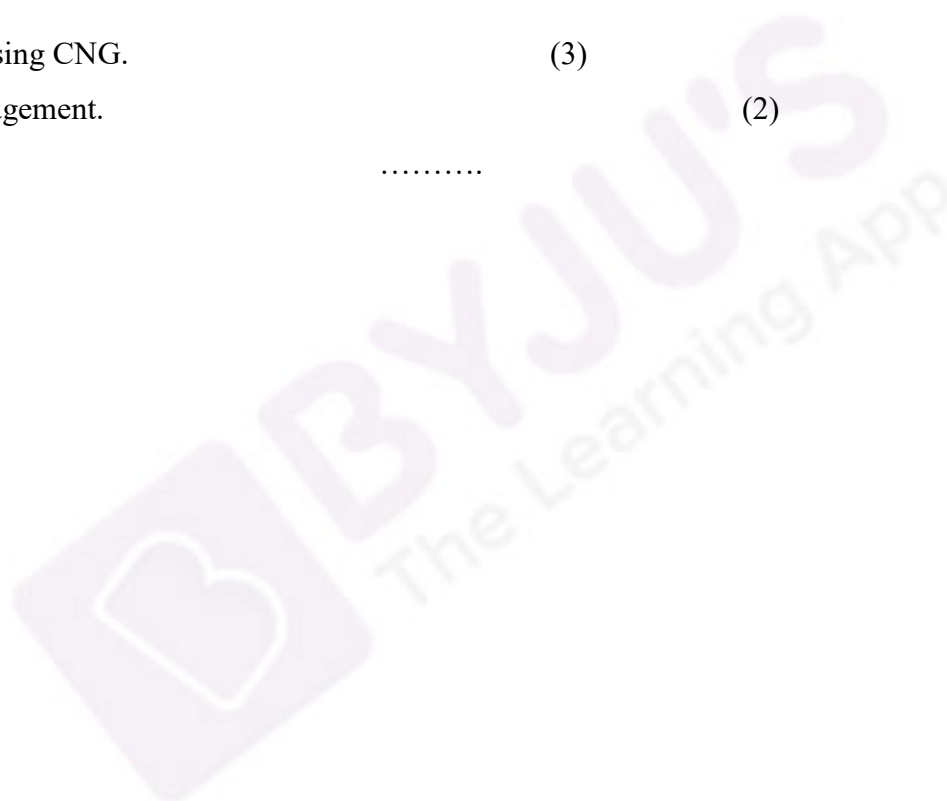 sing CNG. (3)
gement. (2)
……….
BYJU'S
The Learning App